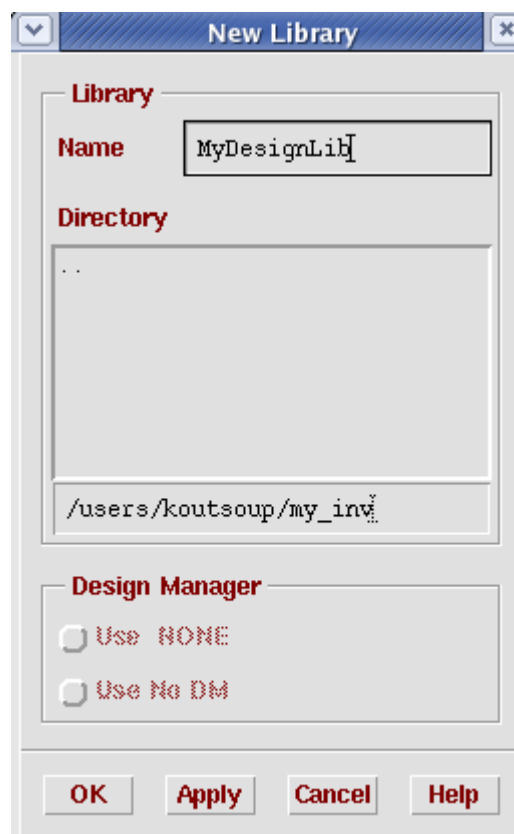 New Library
Library
Name MyDesignLib
Directory
..
/users/koutsoup/my_inv
Design Manager
Use NONE
Use No DM
OK Apply Cancel Help